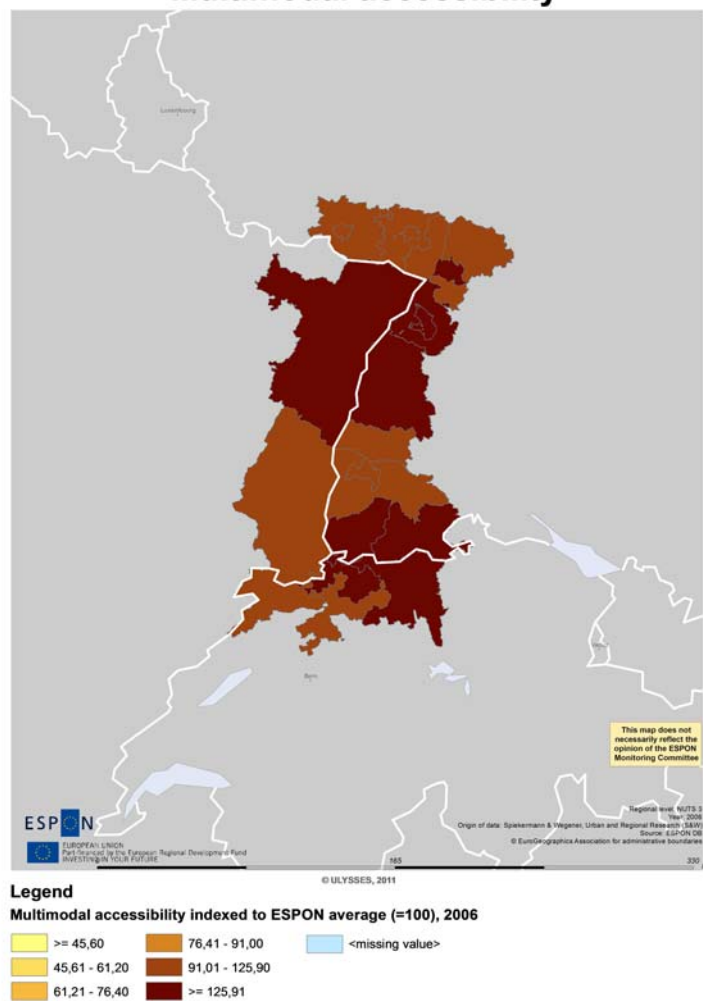 Luxembourg
Bern
This map does not
necessarily reflect the
opinion of the ESPON
Monitoring Committee
ESPON
EUROPEAN UNION
Part-financed by the European Regional Development Fund
INVESTING IN YOUR FUTURE
Regional level: NUTS 3
Year: 2006
Origin of data: Spiekermann & Wegener, Urban and Regional Research (S&W)
Source: ESPON DB
© EuroGeographics Association for administrative boundaries
165
330
© ULYSSES, 2011
Legend
Multimodal accessibility indexed to ESPON average (=100), 2006
>= 45,60
76,41 - 91,00
<missing value>
45,61 - 61,20
91,01 - 125,90
61,21 - 76,40
>= 125,91